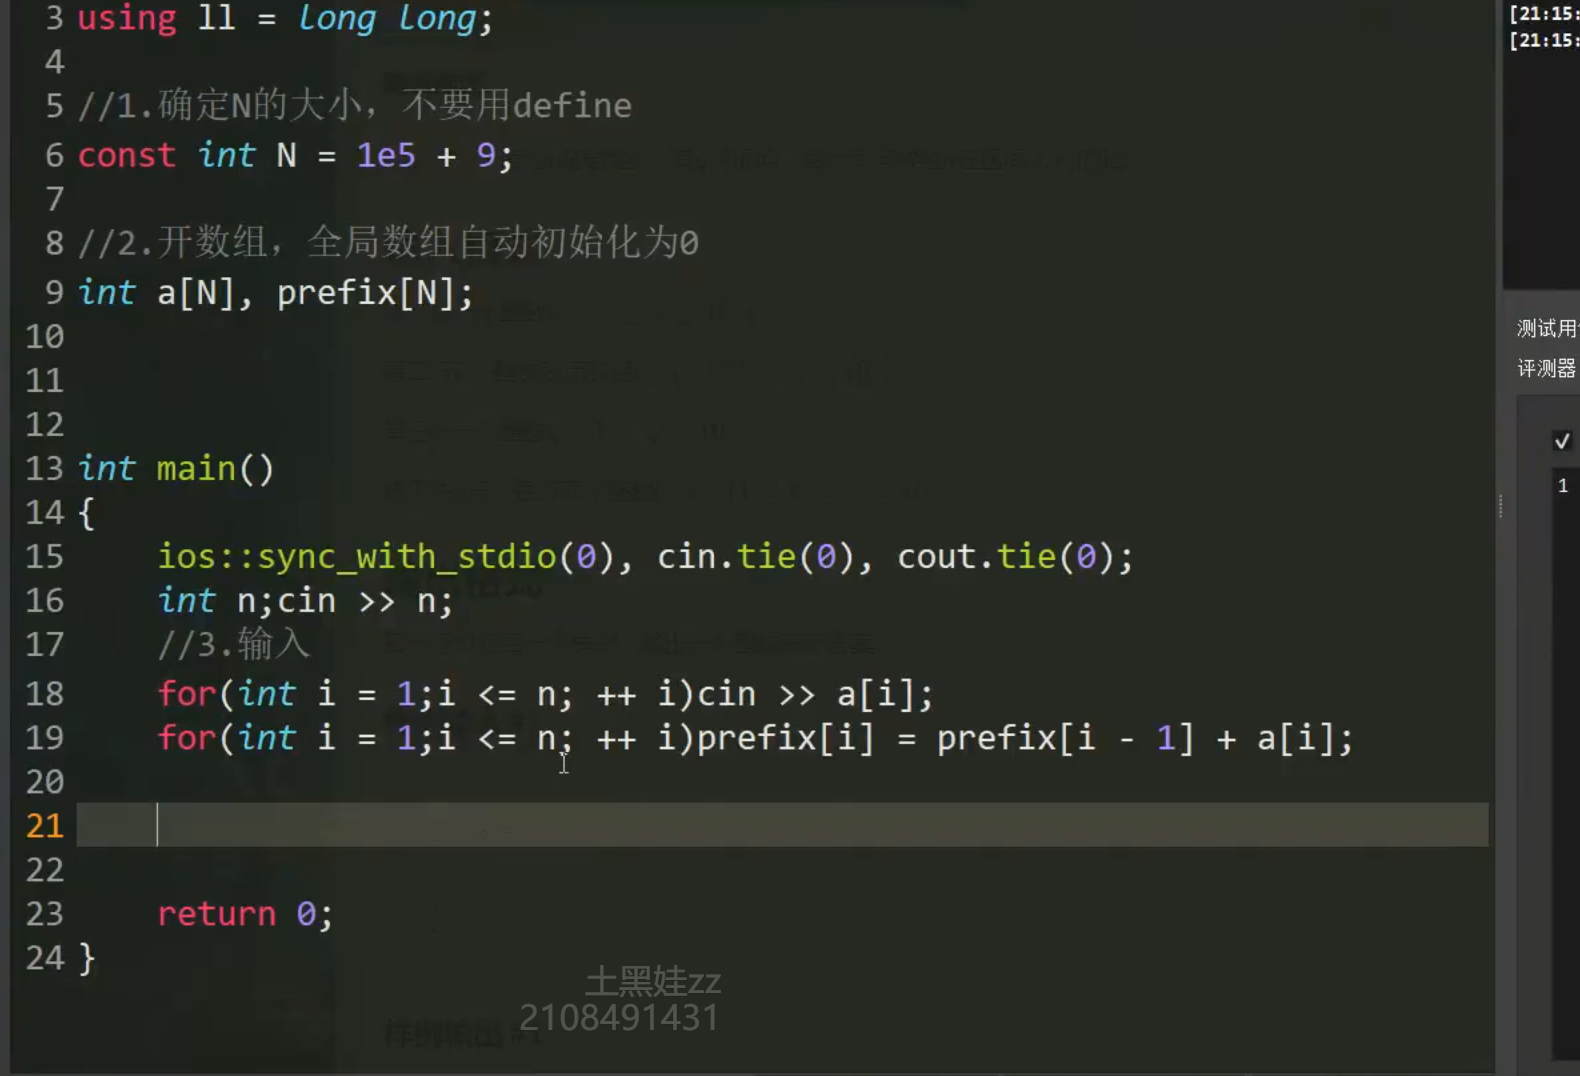 3 using ll = long long;
4
5 //1.确定N的大小，不要用define
6 const int N = 1e5 + 9;
7
8 //2.开数组，全局数组自动初始化为0
9 int a[N], prefix[N];
10
11
12
13 int main()
14 {
15 ios::sync_with_stdio(0), cin.tie(0), cout.tie(0);
16 int n;cin >> n;
17 //3.输入
18 for(int i = 1;i <= n; ++ i)cin >> a[i];
19 for(int i = 1;i <= n; ++ i)prefix[i] = prefix[i - 1] + a[i];
20
21
22
23 return 0;
24 }
土黑娃zz
2108491431
[21:15:
[21:15:
测试用
评测器
1